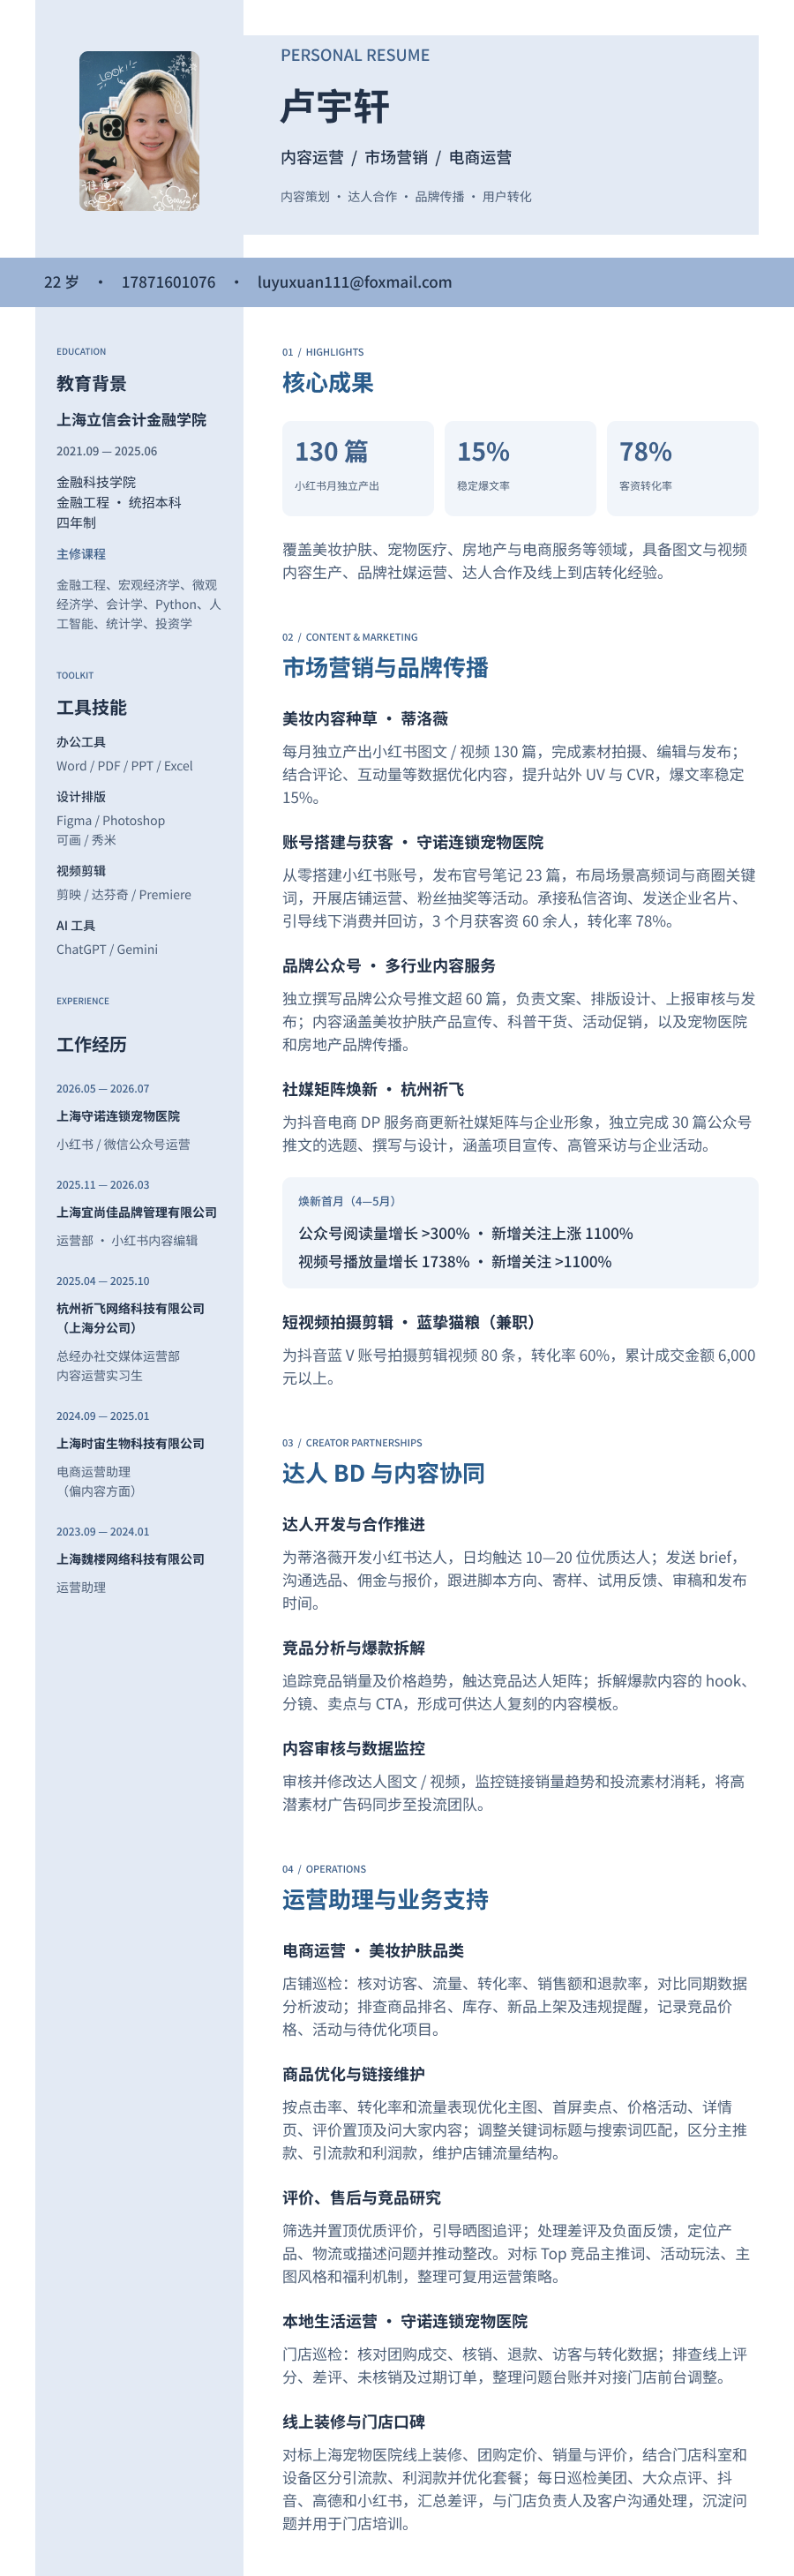 LOOK!
PERSONAL RESUME
卢宇轩
内容运营 / 市场营销 / 电商运营
内容策划 · 达人合作 · 品牌传播 · 用户转化
22 岁 · 17871601076 · luyuxuan111@foxmail.com
EDUCATION
教育背景
上海立信会计金融学院
2021.09 — 2025.06
金融科技学院
金融工程 · 统招本科
四年制
主修课程
金融工程、宏观经济学、微观
经济学、会计学、Python、人
工智能、统计学、投资学
TOOLKIT
工具技能
办公工具
Word / PDF / PPT / Excel
设计排版
Figma / Photoshop
可画 / 秀米
视频剪辑
剪映 / 达芬奇 / Premiere
AI 工具
ChatGPT / Gemini
EXPERIENCE
工作经历
2026.05 — 2026.07
上海守诺连锁宠物医院
小红书 / 微信公众号运营
2025.11 — 2026.03
上海宜尚佳品牌管理有限公司
运营部 · 小红书内容编辑
2025.04 — 2025.10
杭州祈飞网络科技有限公司
（上海分公司）
总经办社交媒体运营部
内容运营实习生
2024.09 — 2025.01
上海时宙生物科技有限公司
电商运营助理
（偏内容方面）
2023.09 — 2024.01
上海魏楼网络科技有限公司
运营助理
01 / HIGHLIGHTS
核心成果
130 篇
小红书月独立产出
15%
稳定爆文率
78%
客资转化率
覆盖美妆护肤、宠物医疗、房地产与电商服务等领域，具备图文与视频
内容生产、品牌社媒运营、达人合作及线上到店转化经验。
02 / CONTENT & MARKETING
市场营销与品牌传播
美妆内容种草 · 蒂洛薇
每月独立产出小红书图文 / 视频 130 篇，完成素材拍摄、编辑与发布；
结合评论、互动量等数据优化内容，提升站外 UV 与 CVR，爆文率稳定
15%。
账号搭建与获客 · 守诺连锁宠物医院
从零搭建小红书账号，发布官号笔记 23 篇，布局场景高频词与商圈关键
词，开展店铺运营、粉丝抽奖等活动。承接私信咨询、发送企业名片、
引导线下消费并回访，3 个月获客资 60 余人，转化率 78%。
品牌公众号 · 多行业内容服务
独立撰写品牌公众号推文超 60 篇，负责文案、排版设计、上报审核与发
布；内容涵盖美妆护肤产品宣传、科普干货、活动促销，以及宠物医院
和房地产品牌传播。
社媒矩阵焕新 · 杭州祈飞
为抖音电商 DP 服务商更新社媒矩阵与企业形象，独立完成 30 篇公众号
推文的选题、撰写与设计，涵盖项目宣传、高管采访与企业活动。
焕新首月（4—5月）
公众号阅读量增长 >300% · 新增关注上涨 1100%
视频号播放量增长 1738% · 新增关注 >1100%
短视频拍摄剪辑 · 蓝挚猫粮（兼职）
为抖音蓝 V 账号拍摄剪辑视频 80 条，转化率 60%，累计成交金额 6,000
元以上。
03 / CREATOR PARTNERSHIPS
达人 BD 与内容协同
达人开发与合作推进
为蒂洛薇开发小红书达人，日均触达 10—20 位优质达人；发送 brief，
沟通选品、佣金与报价，跟进脚本方向、寄样、试用反馈、审稿和发布
时间。
竞品分析与爆款拆解
追踪竞品销量及价格趋势，触达竞品达人矩阵；拆解爆款内容的 hook、
分镜、卖点与 CTA，形成可供达人复刻的内容模板。
内容审核与数据监控
审核并修改达人图文 / 视频，监控链接销量趋势和投流素材消耗，将高
潜素材广告码同步至投流团队。
04 / OPERATIONS
运营助理与业务支持
电商运营 · 美妆护肤品类
店铺巡检：核对访客、流量、转化率、销售额和退款率，对比同期数据
分析波动；排查商品排名、库存、新品上架及违规提醒，记录竞品价
格、活动与待优化项目。
商品优化与链接维护
按点击率、转化率和流量表现优化主图、首屏卖点、价格活动、详情
页、评价置顶及问大家内容；调整关键词标题与搜索词匹配，区分主推
款、引流款和利润款，维护店铺流量结构。
评价、售后与竞品研究
筛选并置顶优质评价，引导晒图追评；处理差评及负面反馈，定位产
品、物流或描述问题并推动整改。对标 Top 竞品主推词、活动玩法、主
图风格和福利机制，整理可复用运营策略。
本地生活运营 · 守诺连锁宠物医院
门店巡检：核对团购成交、核销、退款、访客与转化数据；排查线上评
分、差评、未核销及过期订单，整理问题台账并对接门店前台调整。
线上装修与门店口碑
对标上海宠物医院线上装修、团购定价、销量与评价，结合门店科室和
设备区分引流款、利润款并优化套餐；每日巡检美团、大众点评、抖
音、高德和小红书，汇总差评，与门店负责人及客户沟通处理，沉淀问
题并用于门店培训。